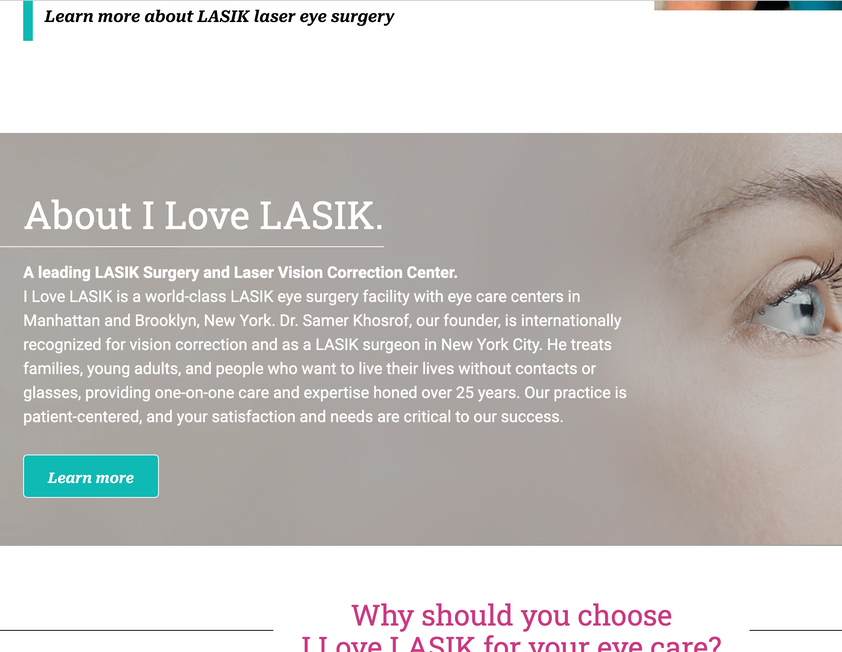 Learn more about LASIK laser eye surgery
About I Love LASIK.
A leading LASIK Surgery and Laser Vision Correction Center.
I Love LASIK is a world-class LASIK eye surgery facility with eye care centers in
Manhattan and Brooklyn, New York. Dr. Samer Khosrof, our founder, is internationally
recognized for vision correction and as a LASIK surgeon in New York City. He treats
families, young adults, and people who want to live their lives without contacts or
glasses, providing one-on-one care and expertise honed over 25 years. Our practice is
patient-centered, and your satisfaction and needs are critical to our success.
Learn more
Why should you choose
I Love LASIK for your eye care?